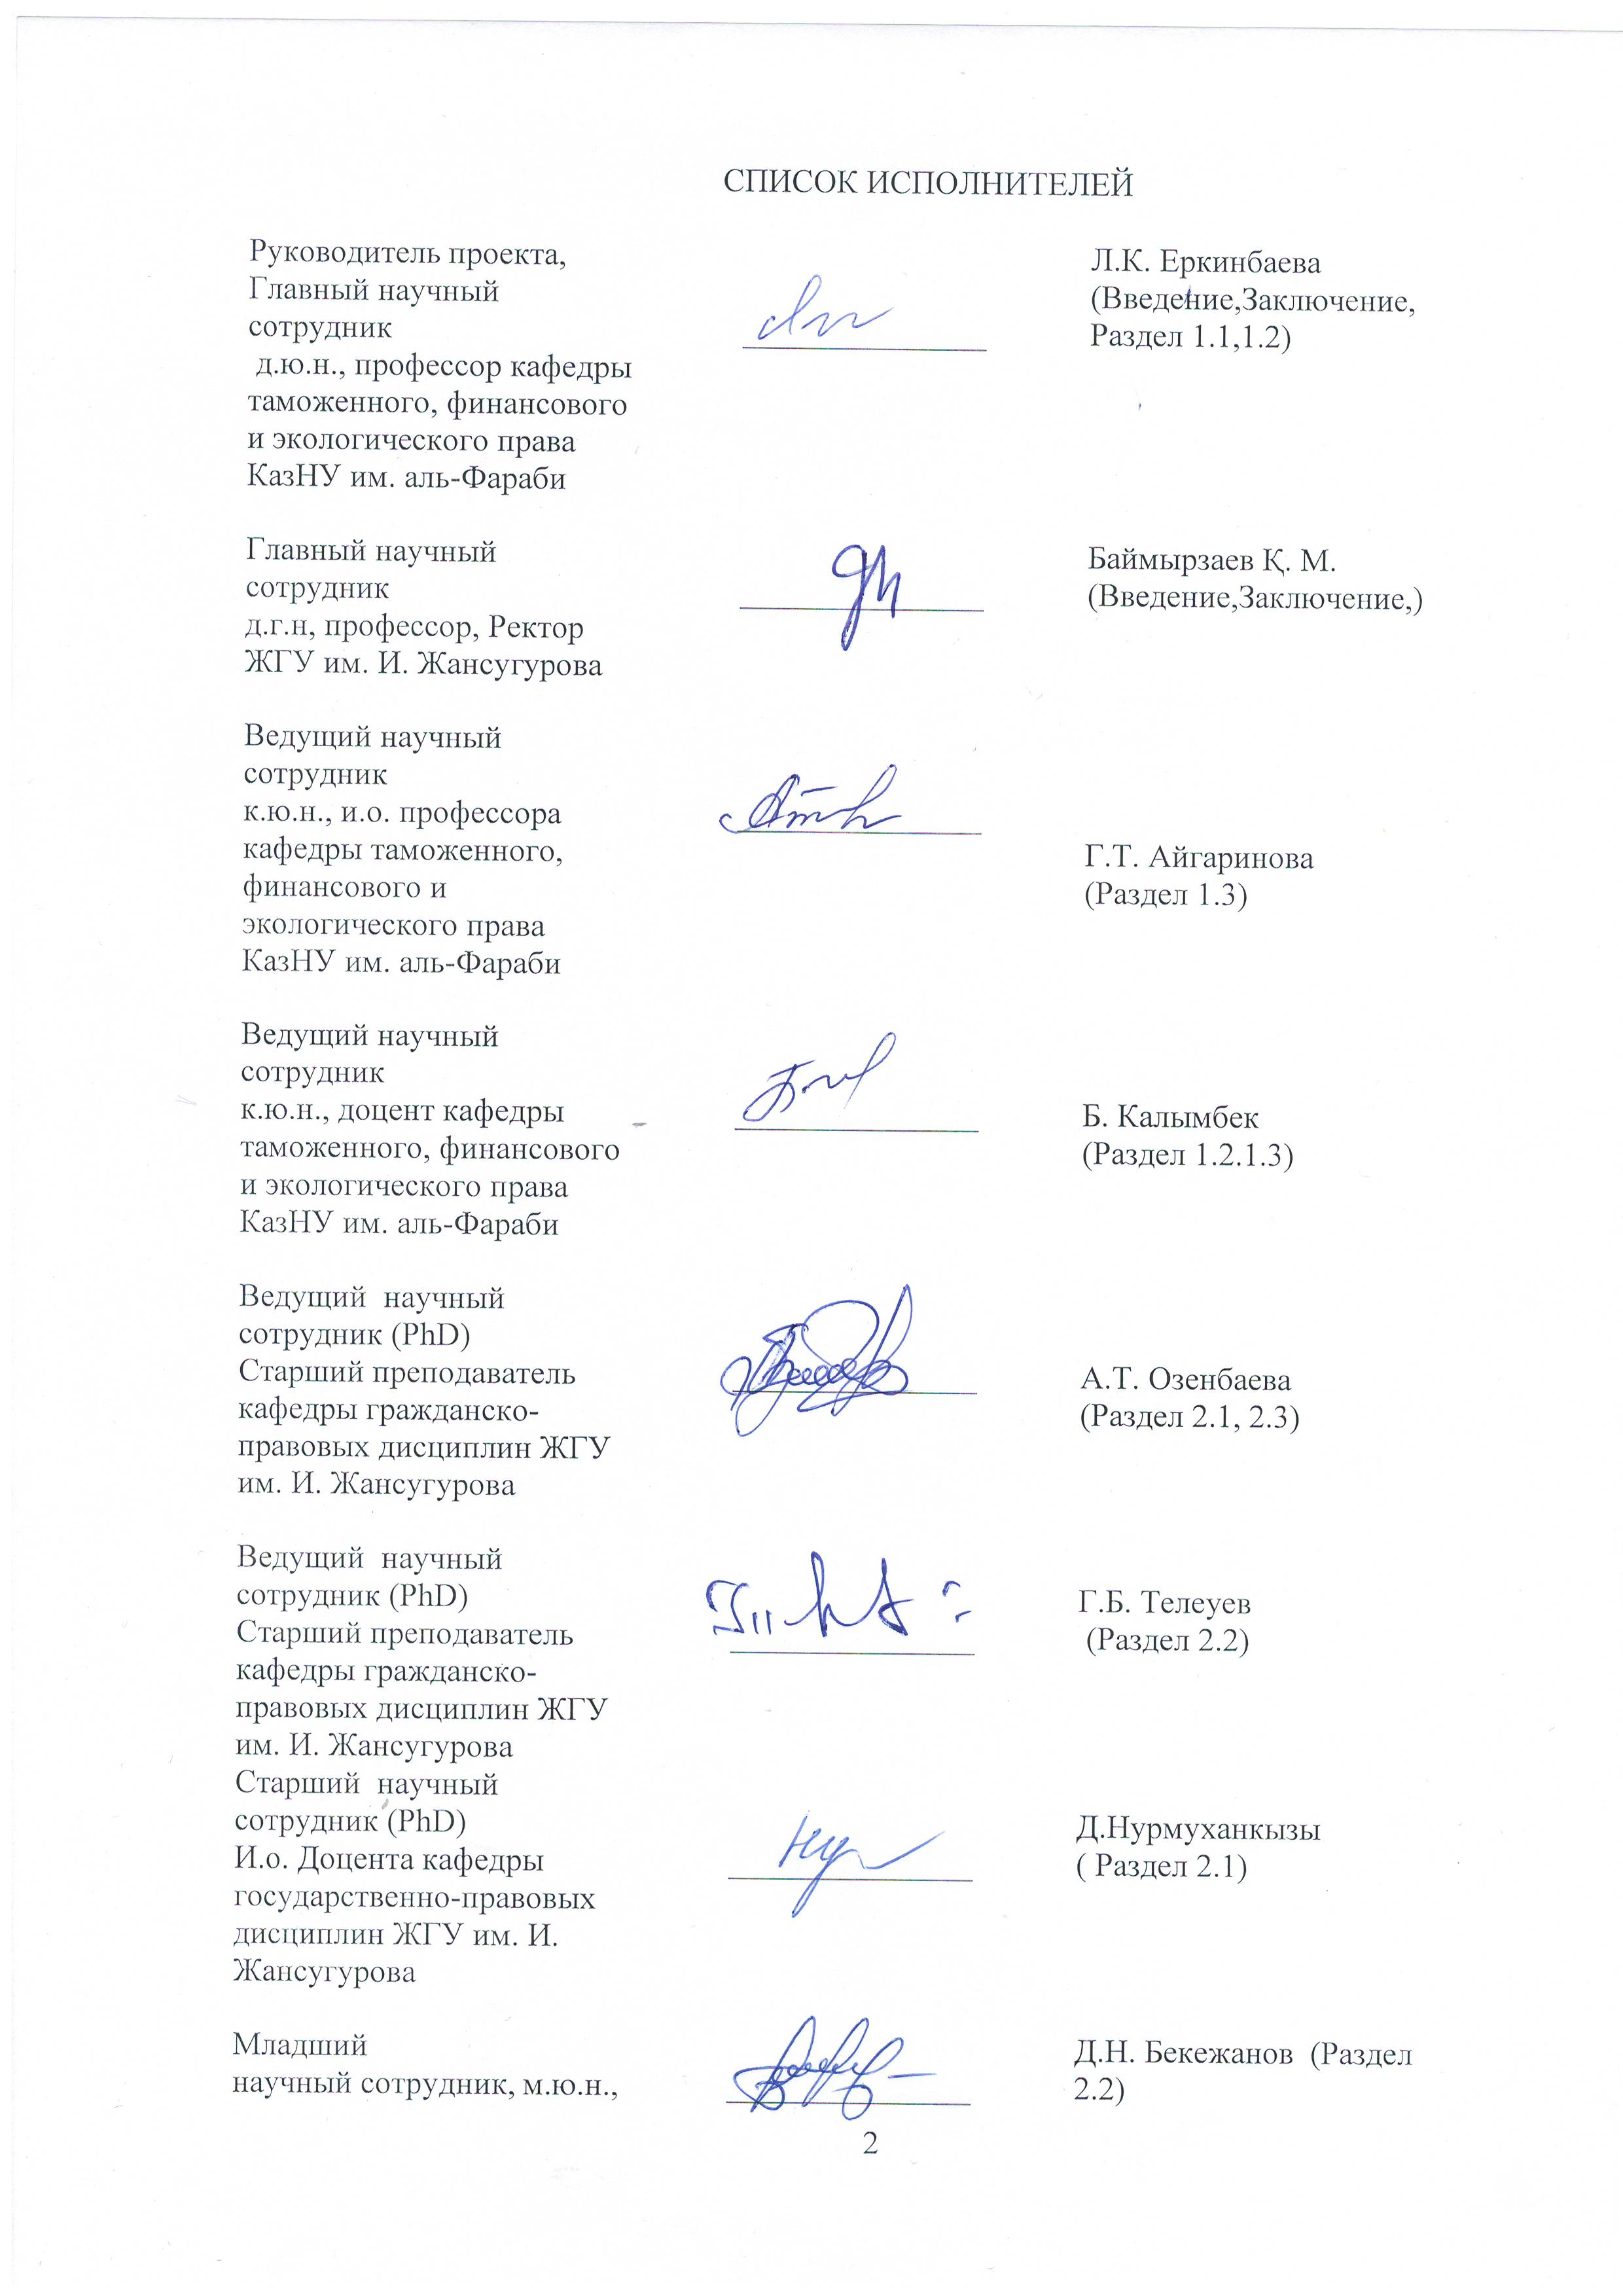 СПИСОК ИСПОЛНИТЕЛЕЙ
Руководитель проекта,
Главный научный
сотрудник
д.ю.н., профессор кафедры
таможенного, финансового
и экологического права
КазНУ им. аль-Фараби
Л.К. Еркинбаева
(Введение,Заключение,
Раздел 1.1,1.2)
Главный научный
сотрудник
д.г.н, профессор, Ректор
ЖГУ им. И. Жансугурова
Баймырзаев Қ. М.
(Введение,Заключение,)
Ведущий научный
сотрудник
к.ю.н., и.о. профессора
кафедры таможенного,
финансового и
экологического права
КазНУ им. аль-Фараби
Г.Т. Айгаринова
(Раздел 1.3)
Ведущий научный
сотрудник
к.ю.н., доцент кафедры
таможенного, финансового
и экологического права
КазНУ им. аль-Фараби
Б. Калымбек
(Раздел 1.2.1.3)
Ведущий научный
сотрудник (PhD)
Старший преподаватель
кафедры гражданско-
правовых дисциплин ЖГУ
им. И. Жансугурова
А.Т. Озенбаева
(Раздел 2.1, 2.3)
Ведущий научный
сотрудник (PhD)
Старший преподаватель
кафедры гражданско-
правовых дисциплин ЖГУ
им. И. Жансугурова
Г.Б. Телеуев
(Раздел 2.2)
Старший научный
сотрудник (PhD)
И.о. Доцента кафедры
государственно-правовых
дисциплин ЖГУ им. И.
Жансугурова
Д.Нурмуханкызы
( Раздел 2.1)
Младший
научный сотрудник, м.ю.н.,
Д.Н. Бекежанов (Раздел
2.2)
2